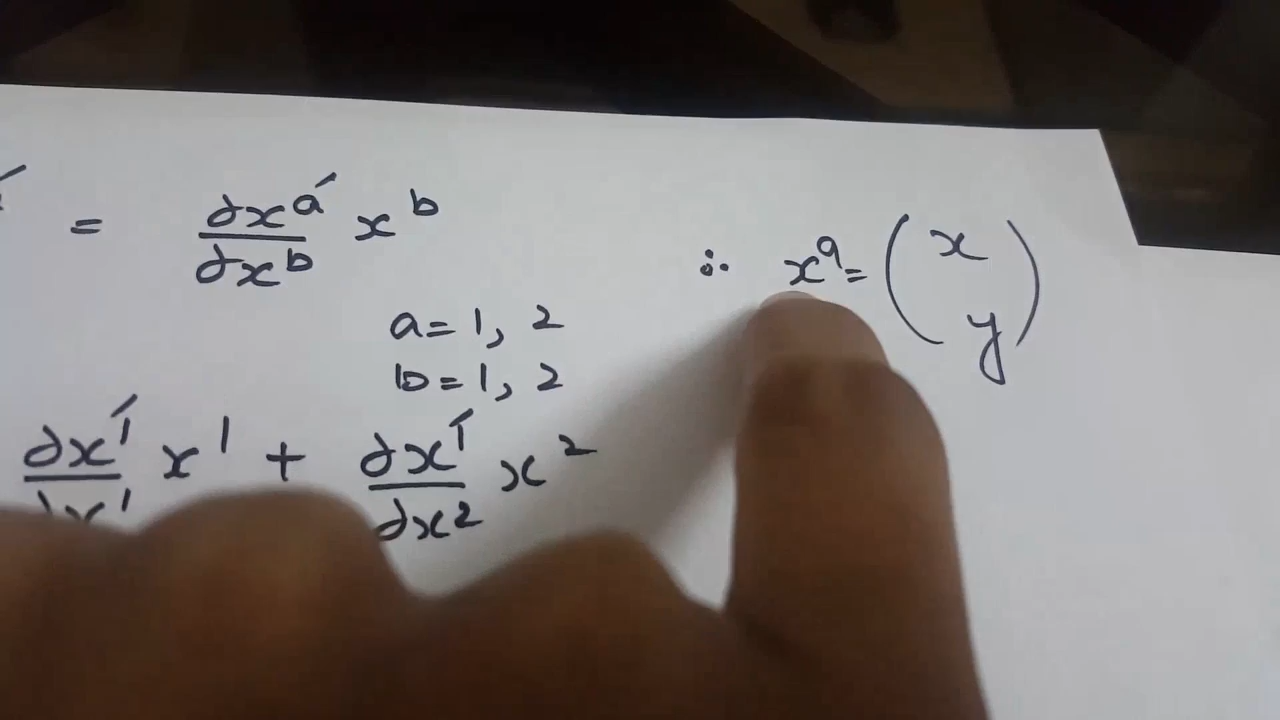 = ∂x^a′/∂x^b x^b
∴ x^a = (x y)
a = 1, 2
b = 1, 2
∂x^1′/∂x^1 x^1 + ∂x^1′/∂x^2 x^2